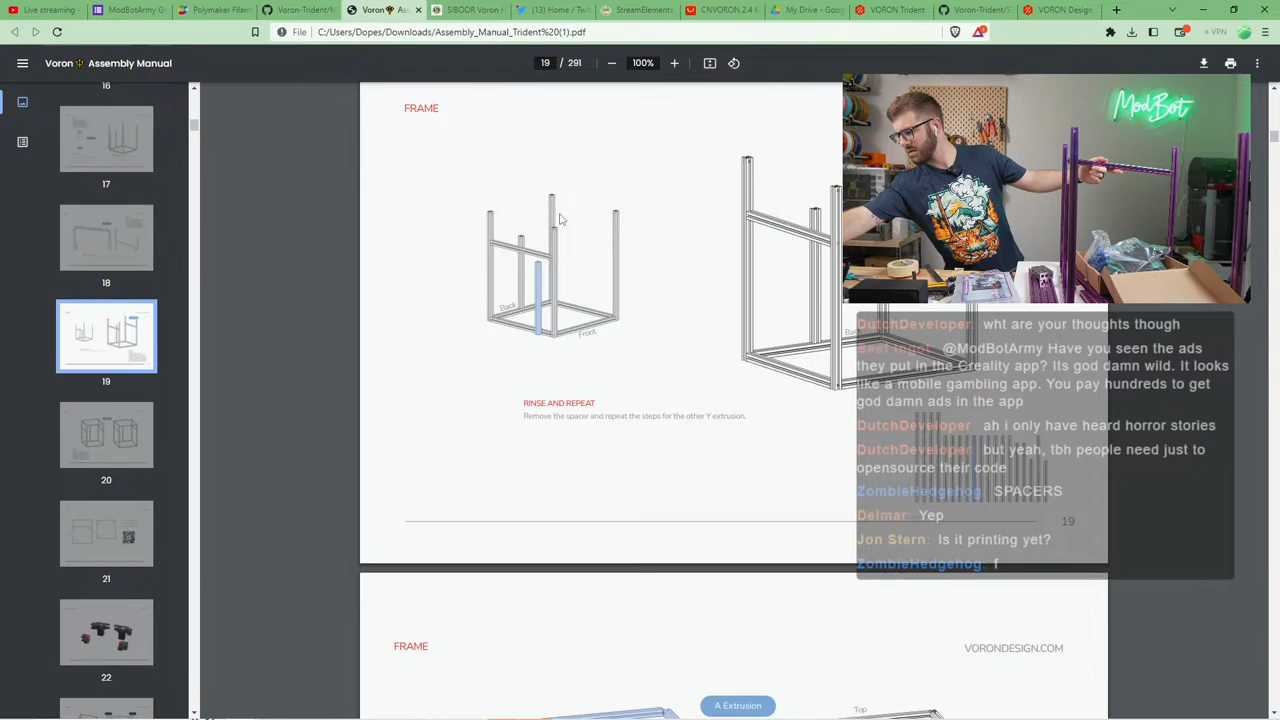 Live streaming -
ModBotArmy G
Polymaker Filam
Voron-Trident/M
Voron Ass
SIBOOR Voron
(13) Home / Twi
StreamElements
CNVORON 2.4 K
My Drive - Goog
VORON Trident
Voron-Trident/S
VORON Design
File
C:/Users/Dopes/Downloads/Assembly_Manual_Trident%20(1).pdf
VPN
Voron Assembly Manual
19 / 291
100%
16
17
18
19
20
21
22
FRAME
Back
Front
Back
RINSE AND REPEAT
Remove the spacer and repeat the steps for the other Y extrusion.
19
FRAME
VORONDESIGN.COM
A Extrusion
Top
ModBot
DutchDeveloper: wht are your thoughts though
Beef Ingot: @ModBotArmy Have you seen the ads
they put in the Creality app? Its god damn wild. It looks
like a mobile gambling app. You pay hundreds to get
god damn ads in the app
DutchDeveloper: ah i only have heard horror stories
DutchDeveloper: but yeah, tbh people need just to
opensource their code
ZombieHedgehog: SPACERS
Delmar: Yep
Jon Stern: Is it printing yet?
ZombieHedgehog: f